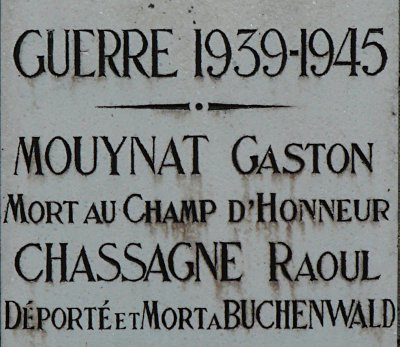 GUERRE 1939-1945
MOUYNAT GASTON
MORT AU CHAMP D'HONNEUR
CHASSAGNE RAOUL
DÉPORTÉ ET MORT A BUCHENWALD